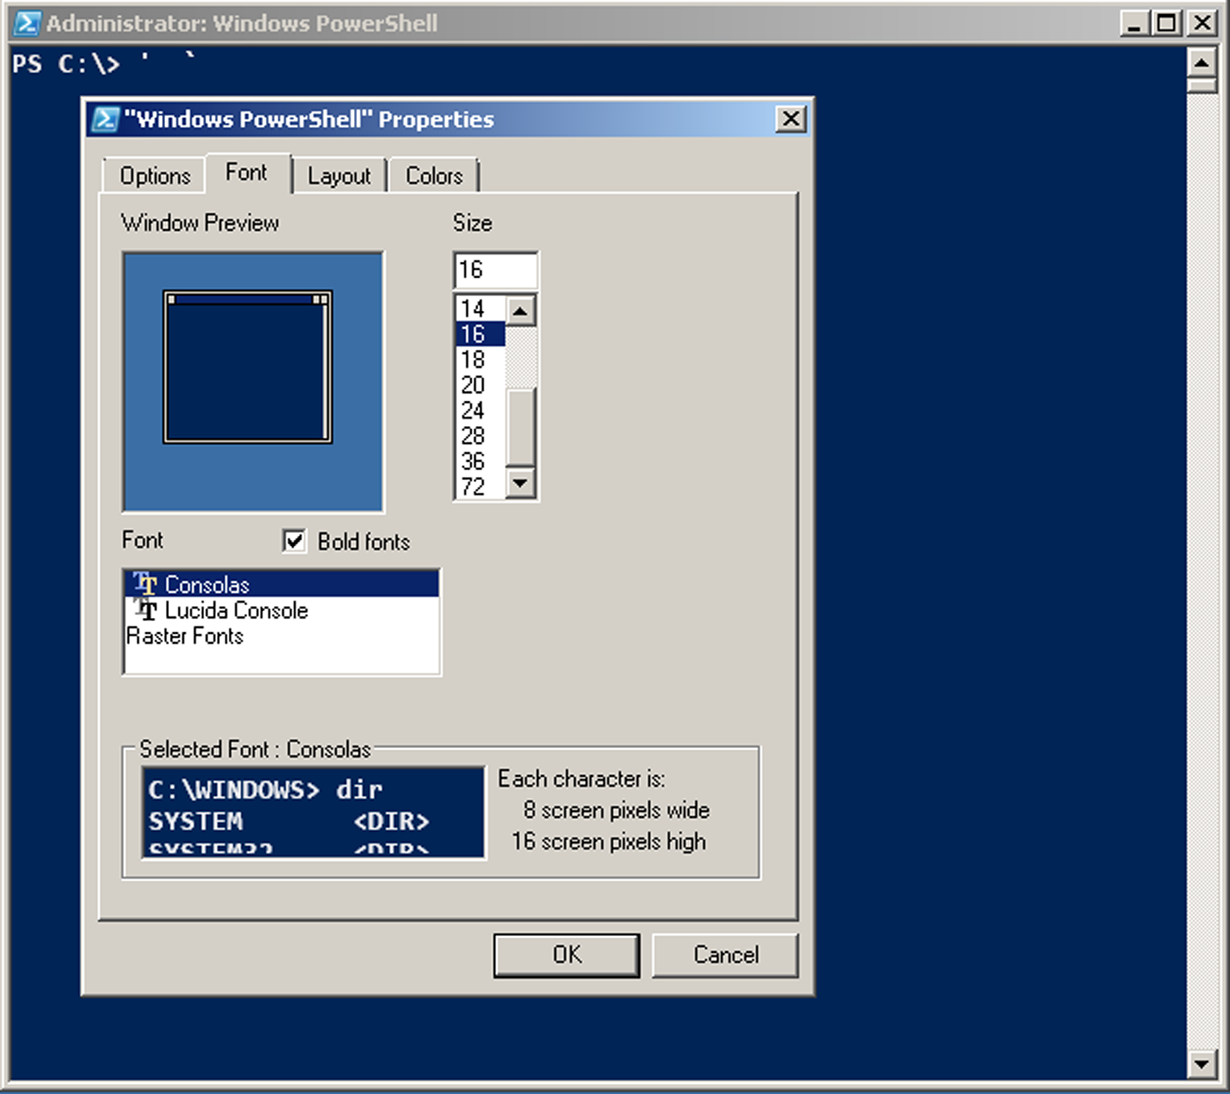 Administrator: Windows PowerShell
PS C:\> '  `
"Windows PowerShell" Properties
Options Font Layout Colors
Window Preview
Size
16
14
16
18
20
24
28
36
72
Font
Bold fonts
Consolas
Lucida Console
Raster Fonts
Selected Font : Consolas
C:\WINDOWS> dir
SYSTEM <DIR>
SYSTEM32 <DIR>
Each character is:
8 screen pixels wide
16 screen pixels high
OK Cancel